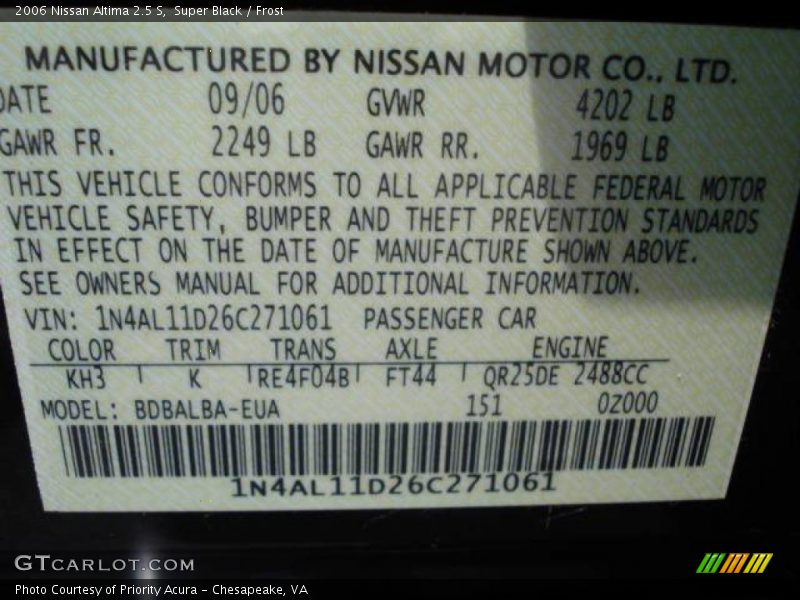 2006 Nissan Altima 2.5 S, Super Black / Frost
MANUFACTURED BY NISSAN MOTOR CO., LTD.
DATE 09/06 GVWR 4202 LB
GAWR FR. 2249 LB GAWR RR. 1969 LB
THIS VEHICLE CONFORMS TO ALL APPLICABLE FEDERAL MOTOR
VEHICLE SAFETY, BUMPER AND THEFT PREVENTION STANDARDS
IN EFFECT ON THE DATE OF MANUFACTURE SHOWN ABOVE.
SEE OWNERS MANUAL FOR ADDITIONAL INFORMATION.
VIN: 1N4AL11D26C271061 PASSENGER CAR
COLOR TRIM TRANS AXLE ENGINE
KH3 K RE4F04B FT44 QR25DE 2488CC
MODEL: BDBALBA-EUA 151 0Z000
1N4AL11D26C271061
GTCARLOT.COM
Photo Courtesy of Priority Acura - Chesapeake, VA